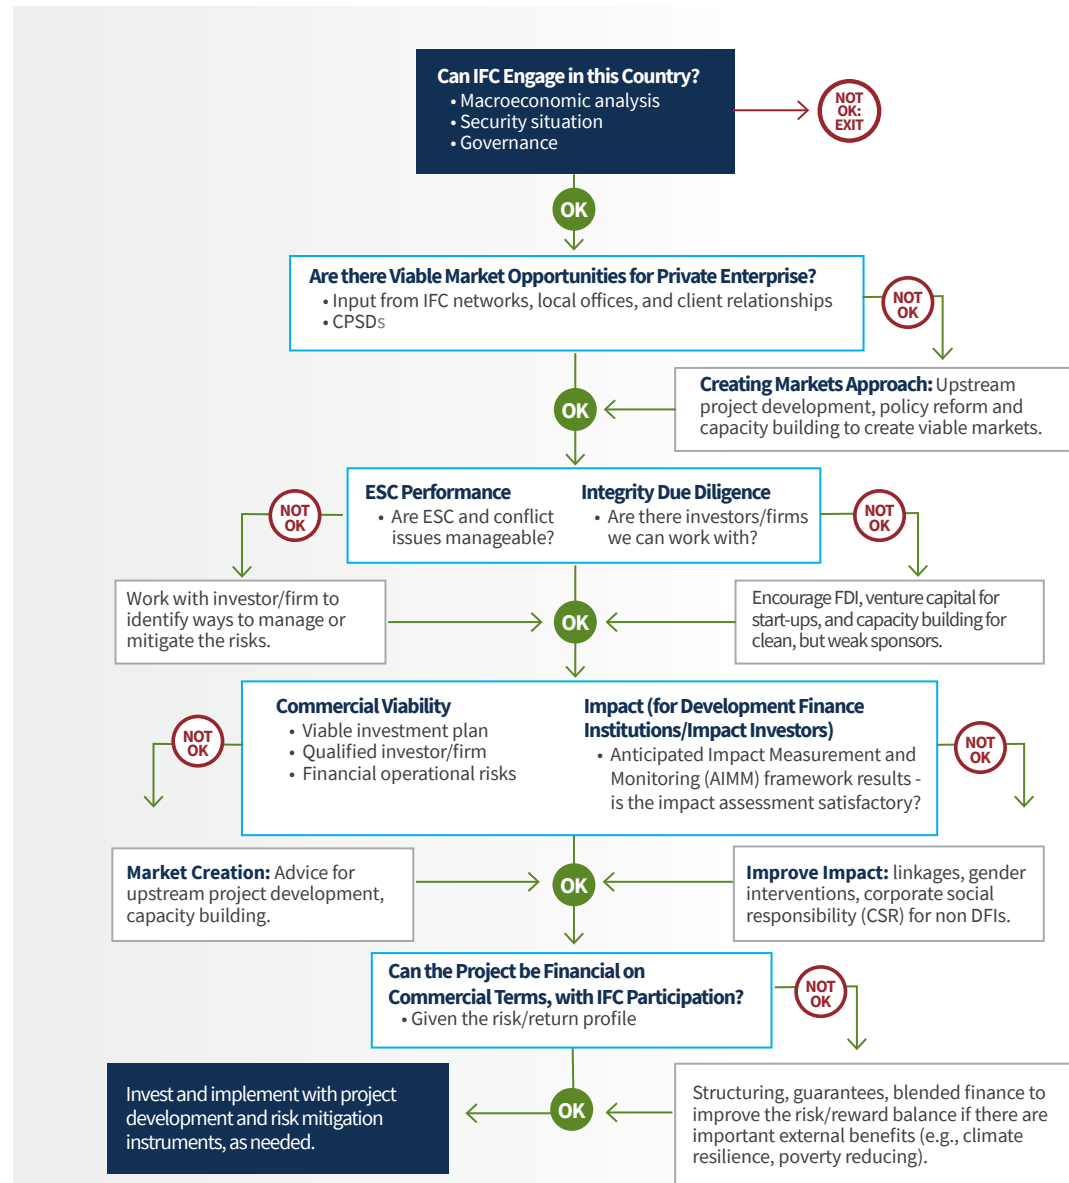 Can IFC Engage in this Country?
• Macroeconomic analysis
• Security situation
• Governance
NOT
OK:
EXIT
OK
Are there Viable Market Opportunities for Private Enterprise?
• Input from IFC networks, local offices, and client relationships
• CPSDs
NOT
OK
Creating Markets Approach: Upstream
project development, policy reform and
capacity building to create viable markets.
OK
ESC Performance
• Are ESC and conflict
issues manageable?
Integrity Due Diligence
• Are there investors/firms
we can work with?
NOT
OK
NOT
OK
Work with investor/firm to
identify ways to manage or
mitigate the risks.
OK
Encourage FDI, venture capital for
start-ups, and capacity building for
clean, but weak sponsors.
Commercial Viability
• Viable investment plan
• Qualified investor/firm
• Financial operational risks
Impact (for Development Finance
Institutions/Impact Investors)
• Anticipated Impact Measurement and
Monitoring (AIMM) framework results -
is the impact assessment satisfactory?
NOT
OK
NOT
OK
Market Creation: Advice for
upstream project development,
capacity building.
OK
Improve Impact: linkages, gender
interventions, corporate social
responsibility (CSR) for non DFIs.
Can the Project be Financial on
Commercial Terms, with IFC Participation?
• Given the risk/return profile
NOT
OK
Invest and implement with project
development and risk mitigation
instruments, as needed.
OK
Structuring, guarantees, blended finance to
improve the risk/reward balance if there are
important external benefits (e.g., climate
resilience, poverty reducing).